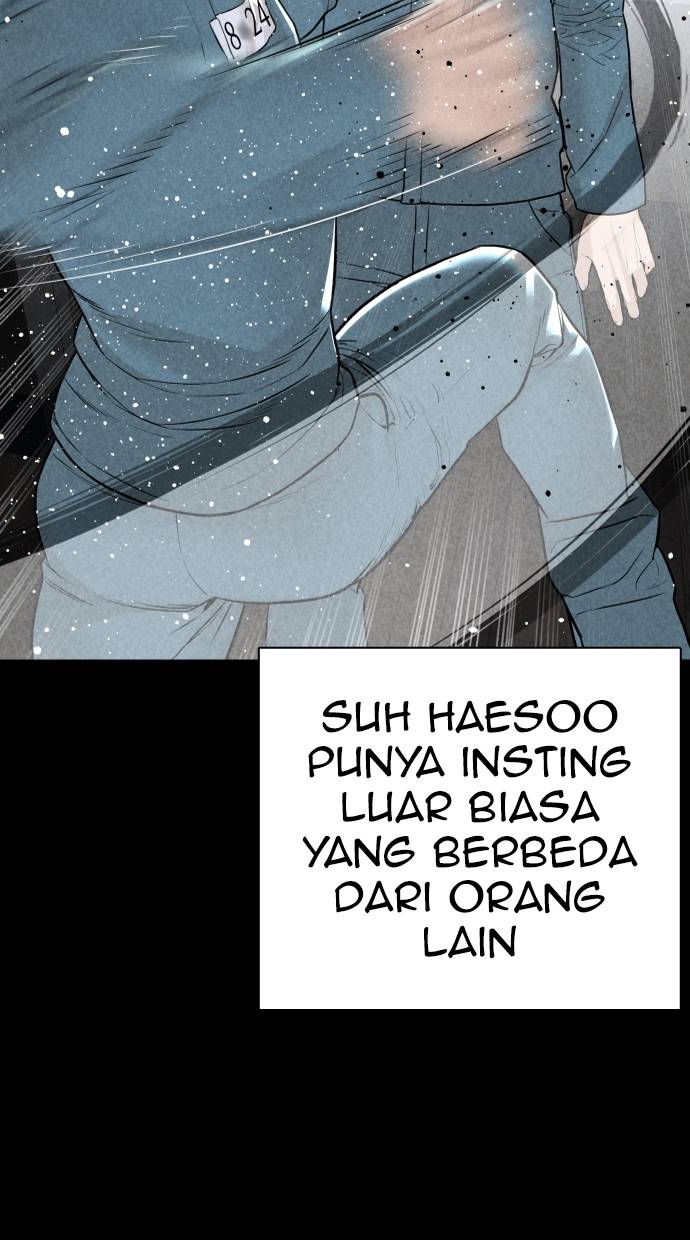 8 24
SUH HAESOO
PUNYA INSTING
LUAR BIASA
YANG BERBEDA
DARI ORANG
LAIN